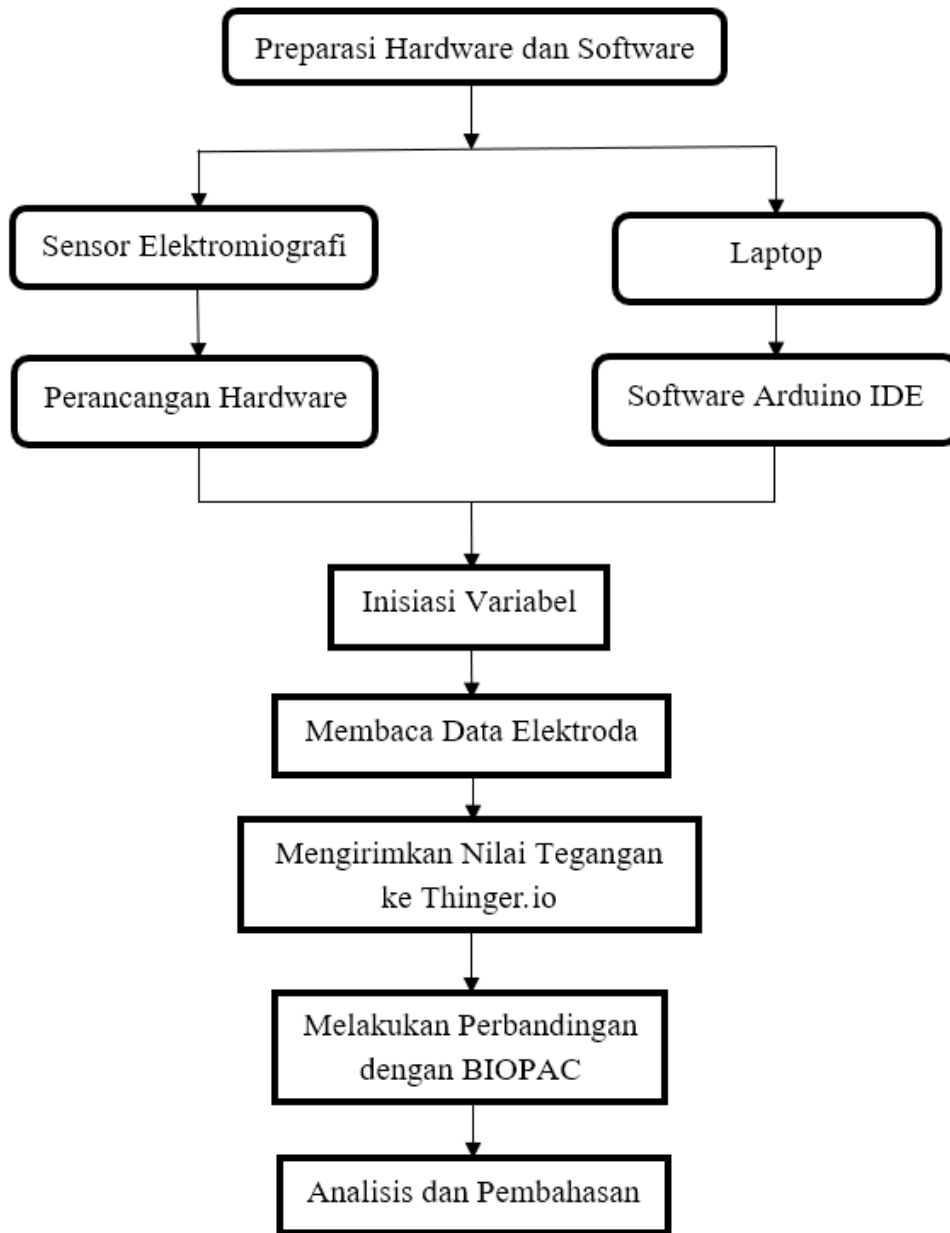 Preparasi Hardware dan Software
Sensor Elektromiografi
Laptop
Perancangan Hardware
Software Arduino IDE
Inisiasi Variabel
Membaca Data Elektroda
Mengirimkan Nilai Tegangan
ke Thinger.io
Melakukan Perbandingan
dengan BIOPAC
Analisis dan Pembahasan